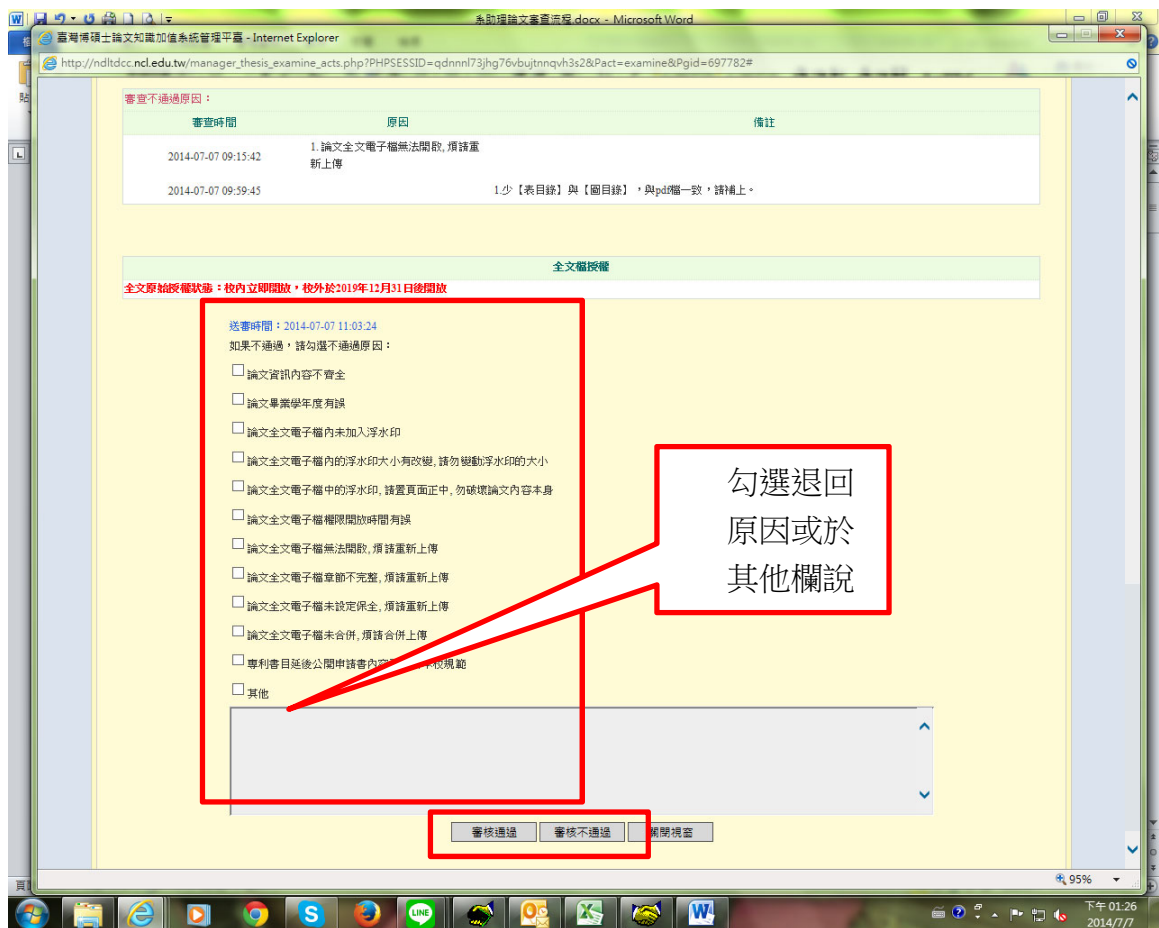 系助理論文審查流程.docx - Microsoft Word
臺灣博碩士論文知識加值系統管理平臺 - Internet Explorer
http://ndltdcc.ncl.edu.tw/manager_thesis_examine_acts.php?PHPSESSID=qdnnnl73jhg76vbujtnnqvh3s2&Pact=examine&Pgid=697782#
審查不通過原因：
審查時間 原因 備註
2014-07-07 09:15:42 1. 論文全文電子檔無法開啟, 煩請重
新上傳
2014-07-07 09:59:45 1.少【表目錄】與【圖目錄】，與pdf檔一致，請補上。
全文檔授權
全文原始授權狀態：校內立即開放，校外於2019年12月31日後開放
送審時間：2014-07-07 11:03:24
如果不通過，請勾選不通過原因：
論文資訊內容不齊全
論文畢業學年度有誤
論文全文電子檔內未加入浮水印
論文全文電子檔內的浮水印大小有改變, 請勿變動浮水印的大小
論文全文電子檔中的浮水印, 請置頁面正中, 勿破壞論文內容本身
論文全文電子檔權限開放時間有誤
論文全文電子檔無法開啟, 煩請重新上傳
論文全文電子檔章節不完整, 煩請重新上傳
論文全文電子檔未設定保全, 煩請重新上傳
論文全文電子檔未合併, 煩請合併上傳
專利書目延後公開申請書內容 校規範
其他
勾選退回
原因或於
其他欄說
審核通過 審核不通過 關閉視窗
95%
LINE
下午 01:26
2014/7/7